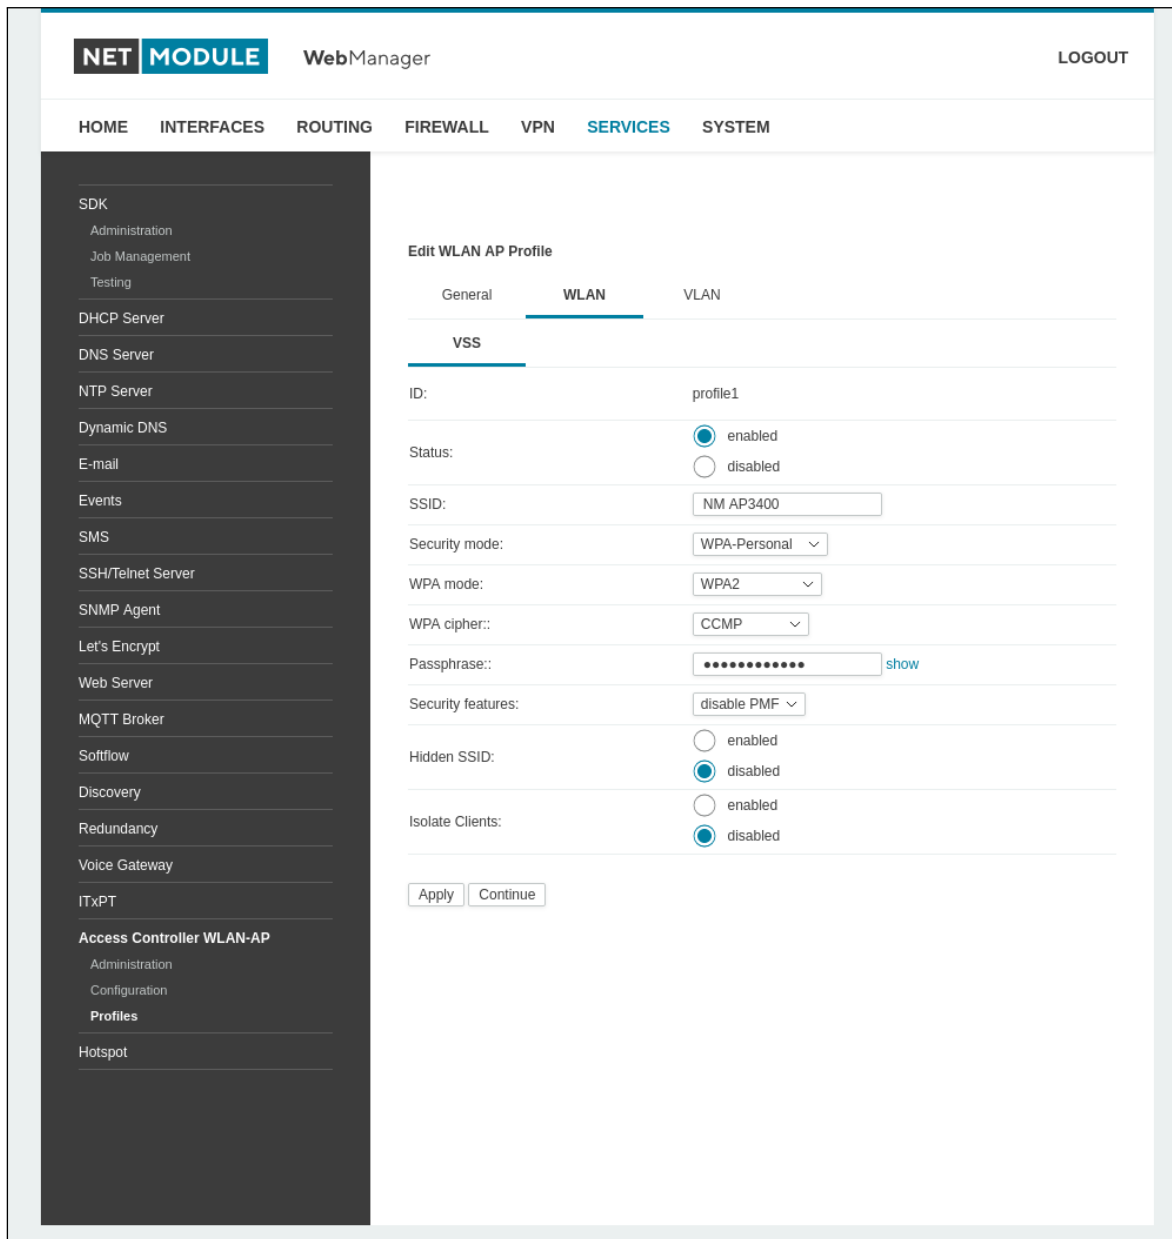 NET MODULE WebManager LOGOUT
HOME INTERFACES ROUTING FIREWALL VPN SERVICES SYSTEM
SDK
Administration
Job Management
Testing
DHCP Server
DNS Server
NTP Server
Dynamic DNS
E-mail
Events
SMS
SSH/Telnet Server
SNMP Agent
Let's Encrypt
Web Server
MQTT Broker
Softflow
Discovery
Redundancy
Voice Gateway
ITxPT
Access Controller WLAN-AP
Administration
Configuration
Profiles
Hotspot
Edit WLAN AP Profile
General WLAN VLAN
VSS
ID: profile1
Status: enabled
disabled
SSID: NM AP3400
Security mode: WPA-Personal
WPA mode: WPA2
WPA cipher:: CCMP
Passphrase:: ●●●●●●●●●●●● show
Security features: disable PMF
Hidden SSID: enabled
disabled
Isolate Clients: enabled
disabled
Apply Continue